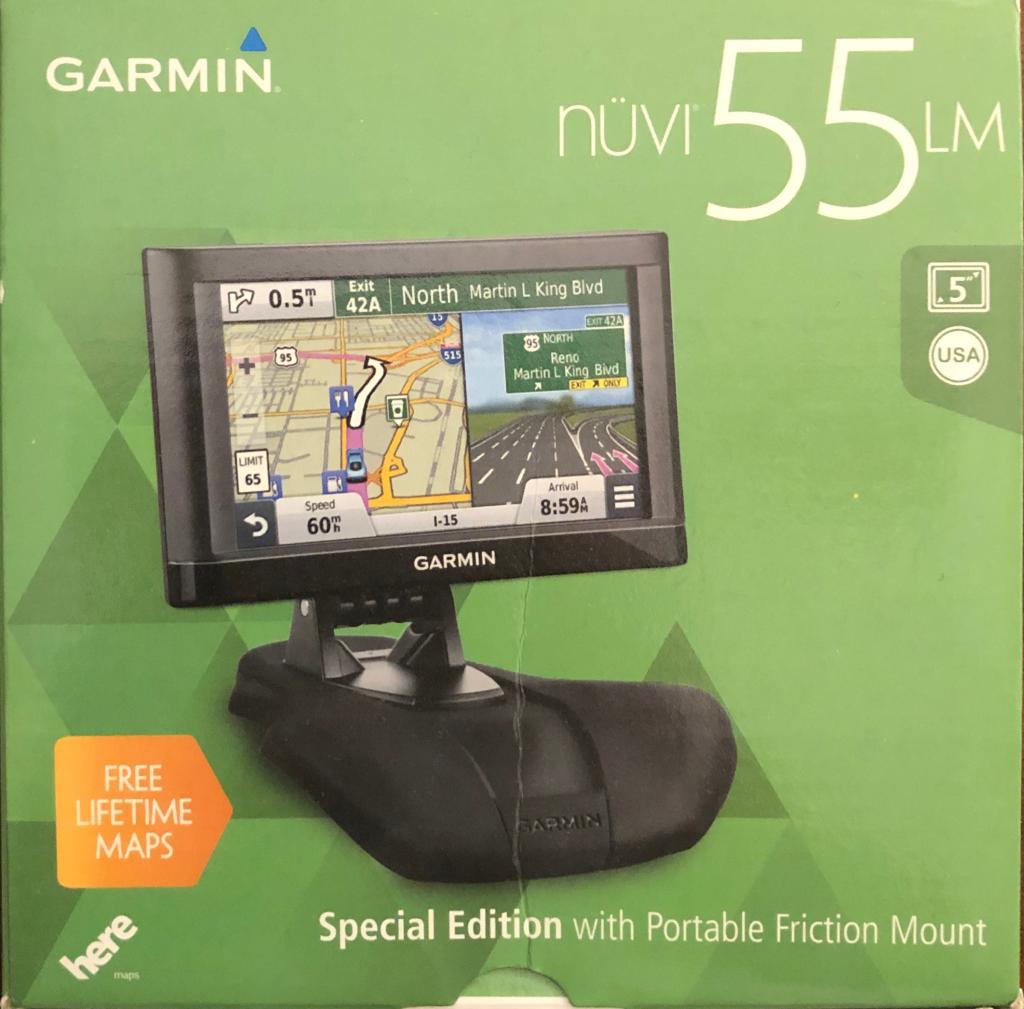 GARMIN®
nüvi® 55LM
5"
USA
0.5mi
Exit
42A
North Martin L King Blvd
EXIT 42A
95 NORTH
Reno
Martin L King Blvd
EXIT ONLY
15
95
515
+
-
LIMIT
65
Speed
60mh
I-15
Arrival
8:59AM
GARMIN
GARMIN
FREE
LIFETIME
MAPS
here
maps
Special Edition with Portable Friction Mount